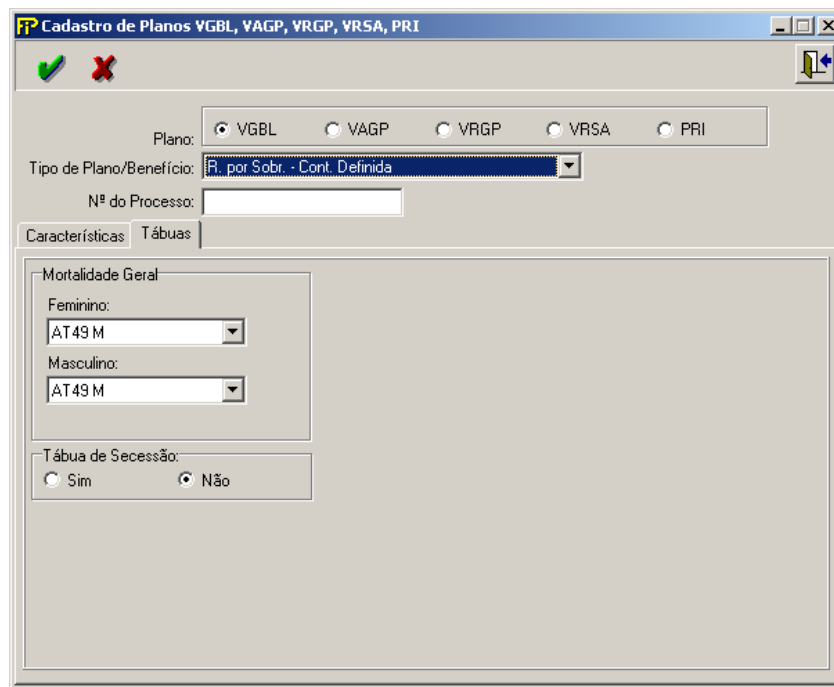 FIP Cadastro de Planos VGBL, VAGP, VRGP, VRSA, PRI
Plano: VGBL VAGP VRGP VRSA PRI
Tipo de Plano/Benefício: R. por Sobr. - Cont. Definida
Nº do Processo:
Características Tábuas
Mortalidade Geral
Feminino:
AT49 M
Masculino:
AT49 M
Tábua de Secessão:
Sim Não